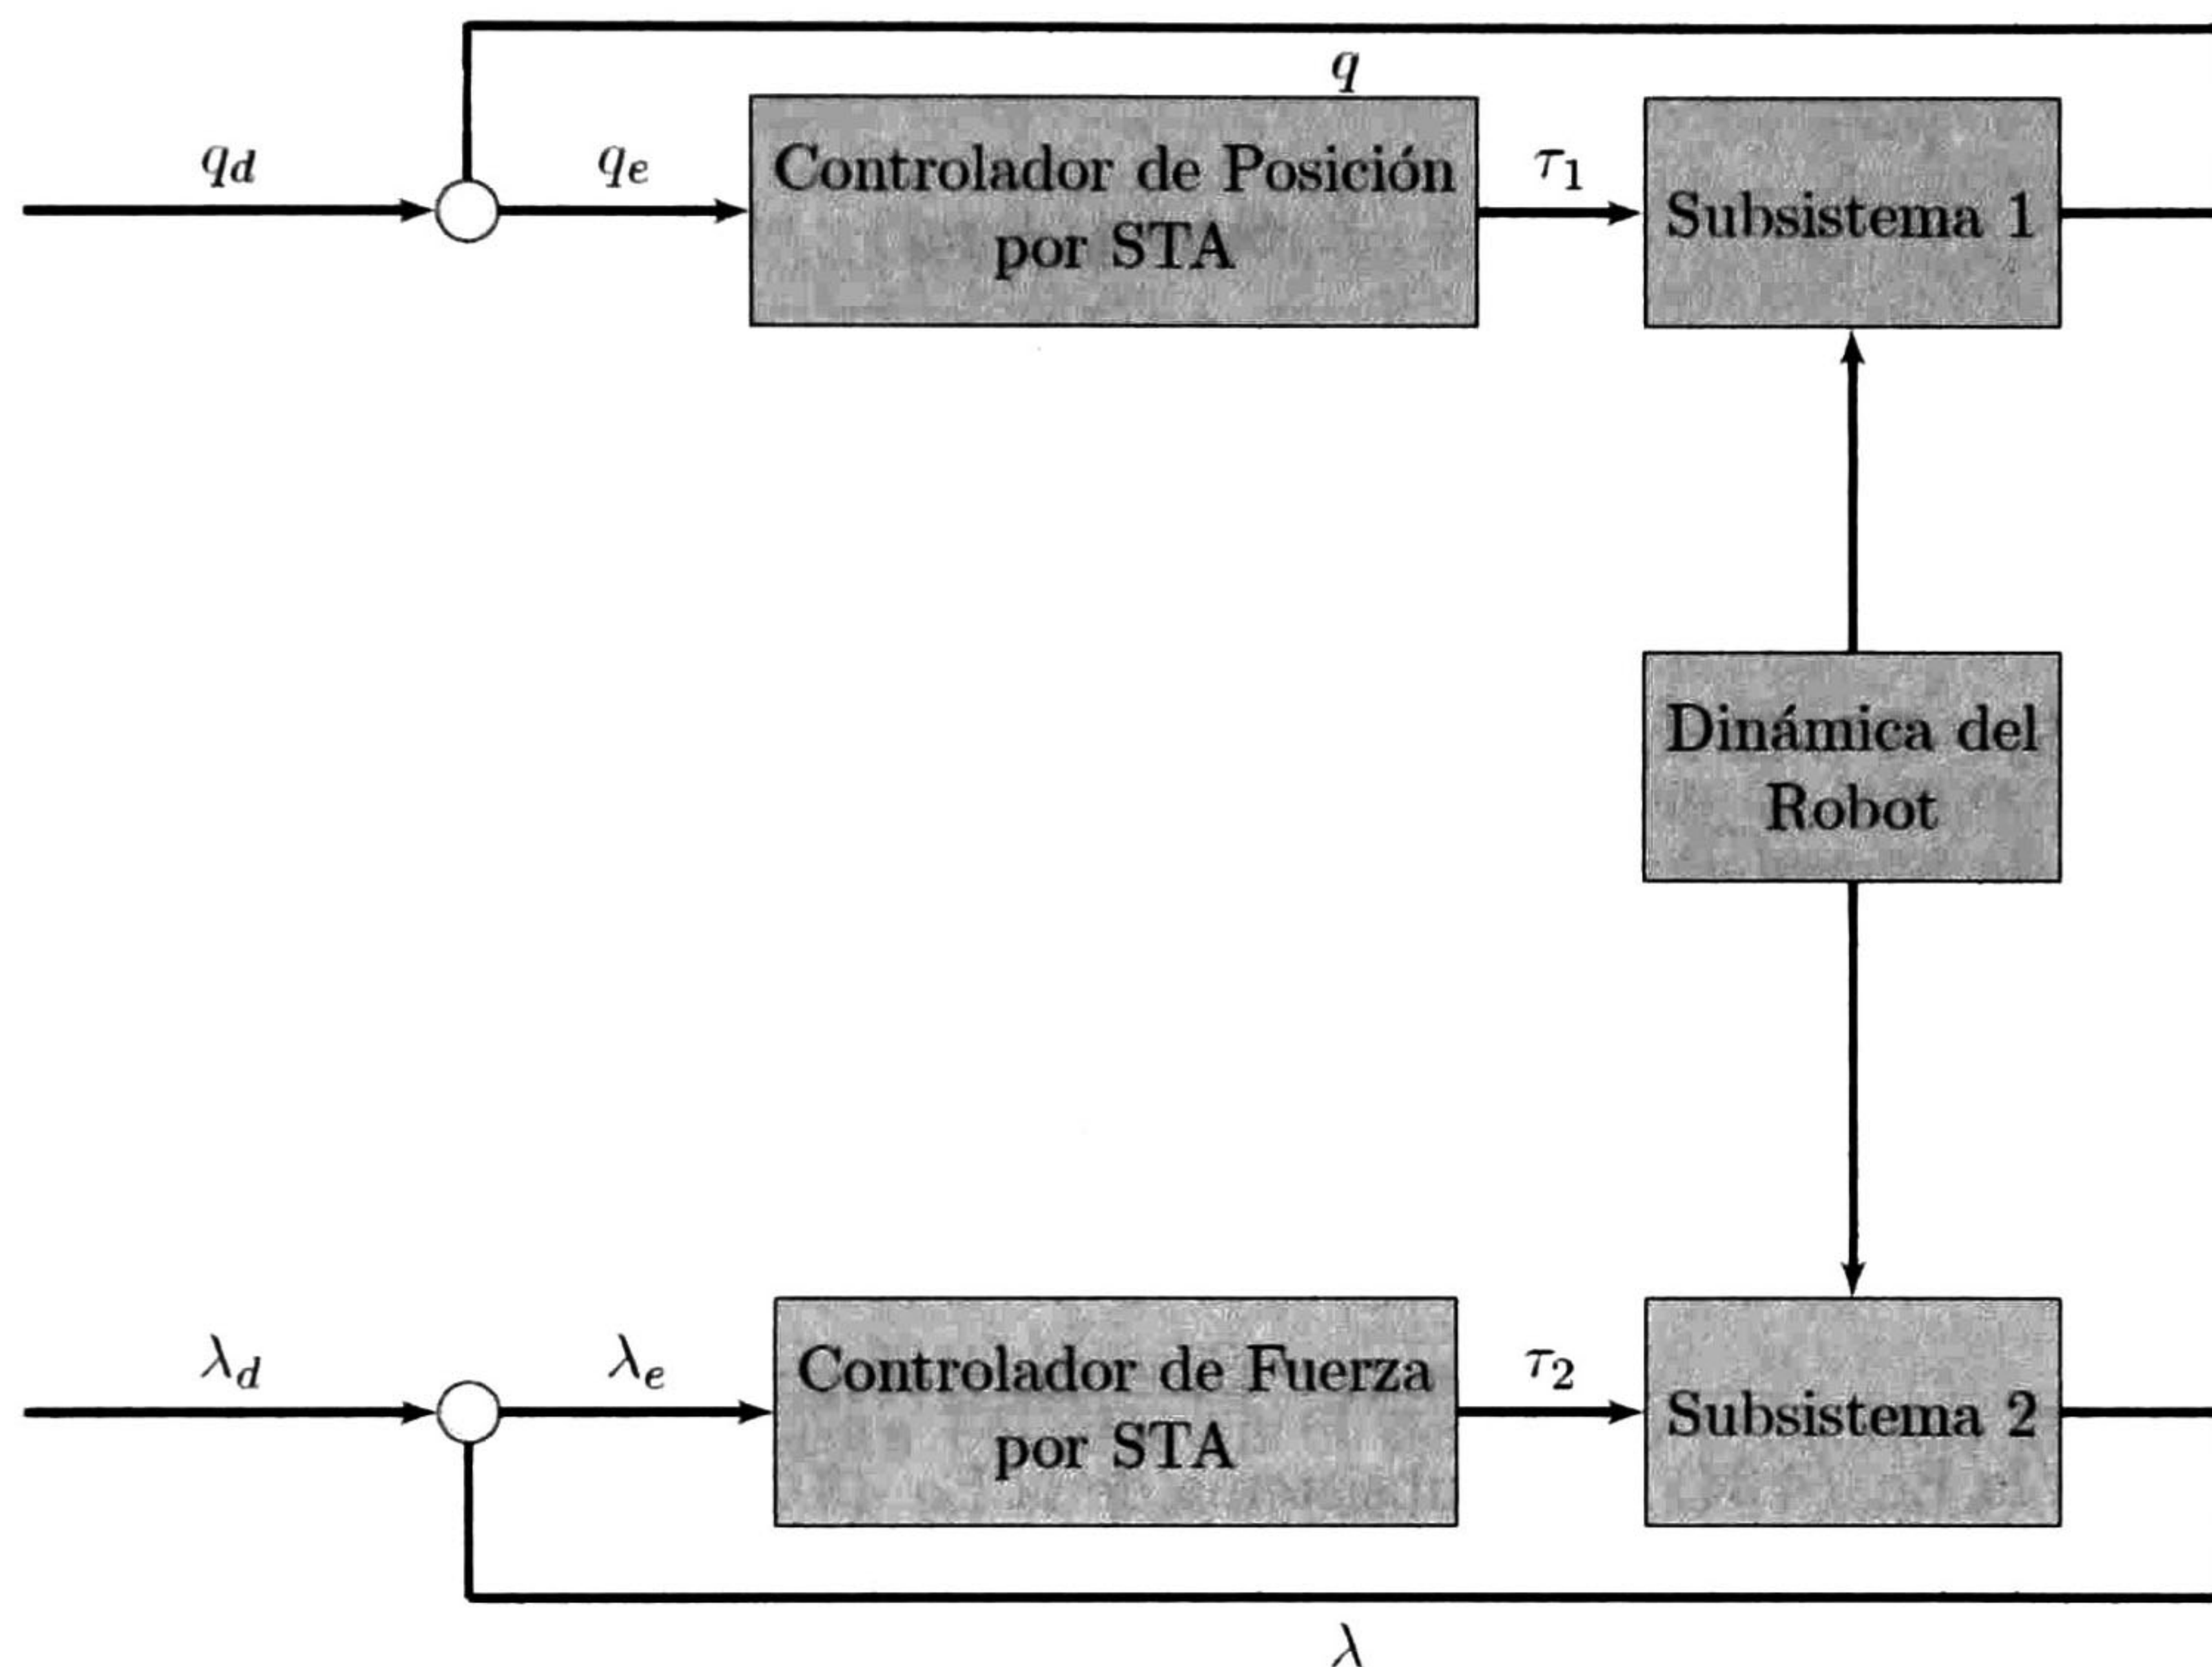 q
q_d
q_e
Controlador de Posición
por STA
τ_1
Subsistema 1
Dinámica del
Robot
λ_d
λ_e
Controlador de Fuerza
por STA
τ_2
Subsistema 2
λ